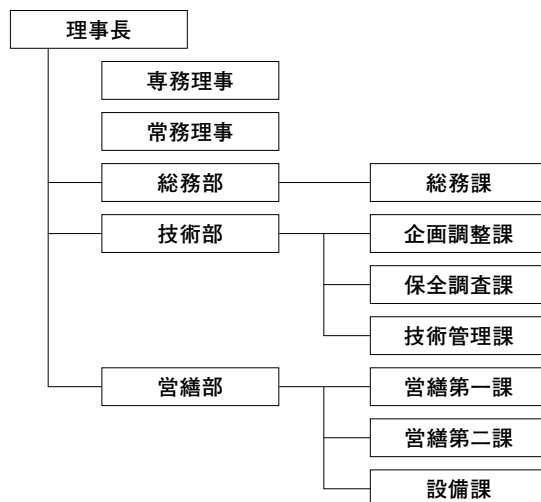 理事長
専務理事
常務理事
総務部
総務課
技術部
企画調整課
保全調査課
技術管理課
営繕部
営繕第一課
営繕第二課
設備課